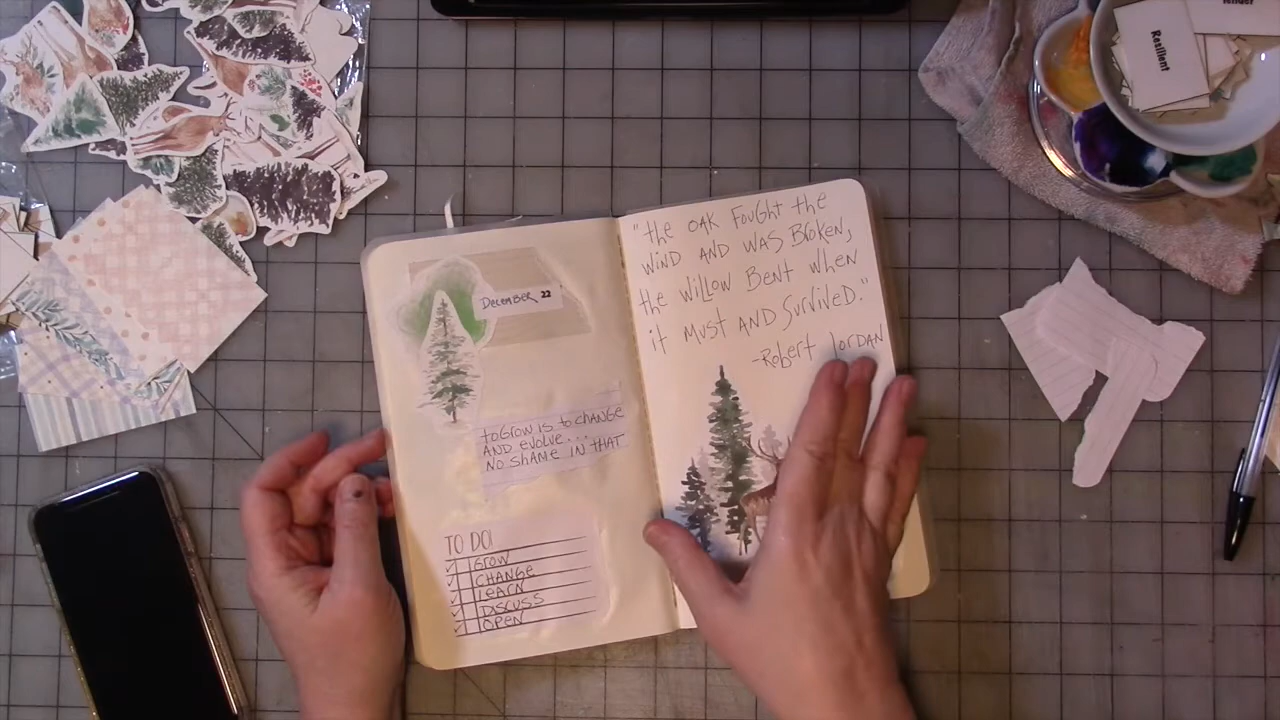 December 22
to Grow is to change
AND evolve...
NO SHAME IN THAT
TO DO!
GROW
CHANGE
LEARN
DISCUSS
OPEN
"the OAK Fought the
WIND AND WAS BROKEN,
the WILLOW BENT WHEN
it MUST AND SURVIVED."
-Robert JORDAN
Resilient
Tender